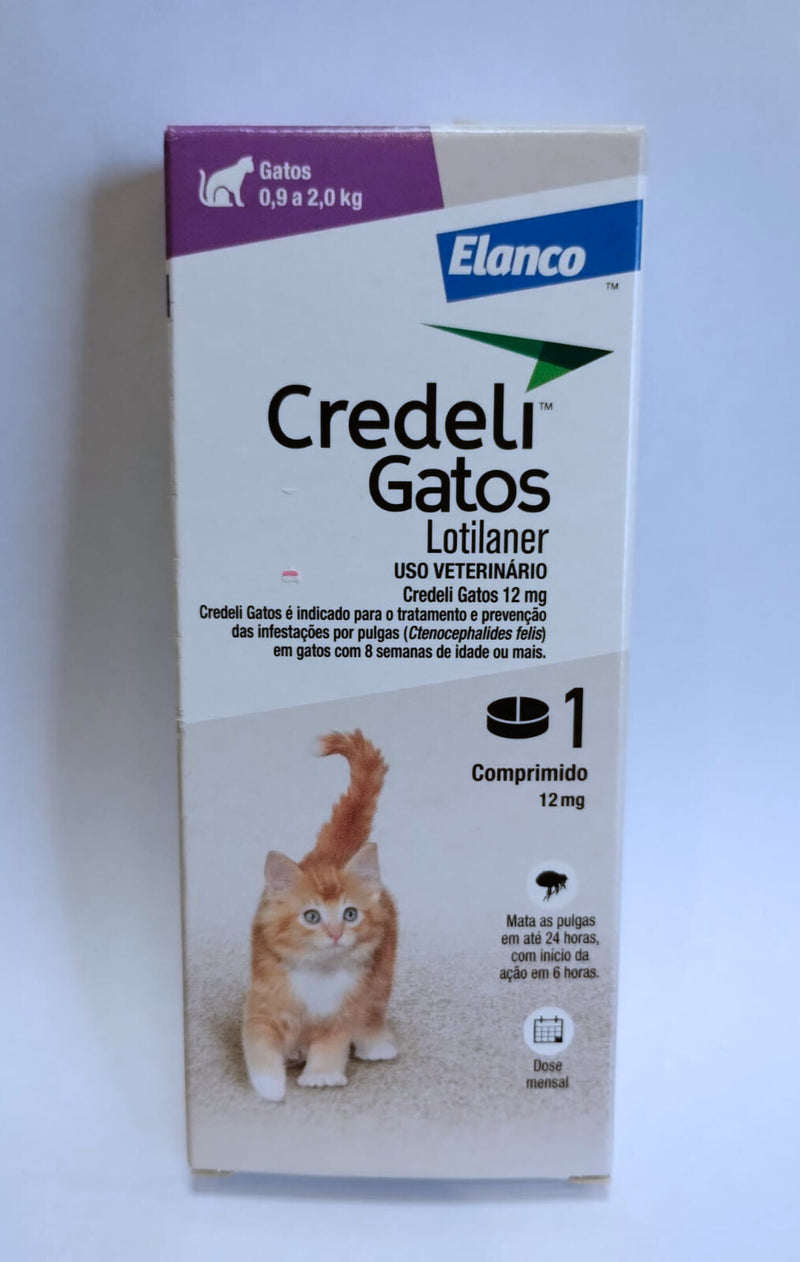 Gatos
0,9 a 2,0 kg
Elanco
TM
Credeli™
Gatos
Lotilaner
USO VETERINÁRIO
Credeli Gatos 12 mg
Credeli Gatos é indicado para o tratamento e prevenção
das infestações por pulgas (Ctenocephalides felis)
em gatos com 8 semanas de idade ou mais.
1
Comprimido
12 mg
Mata as pulgas
em até 24 horas,
com início da
ação em 6 horas.
Dose
mensal